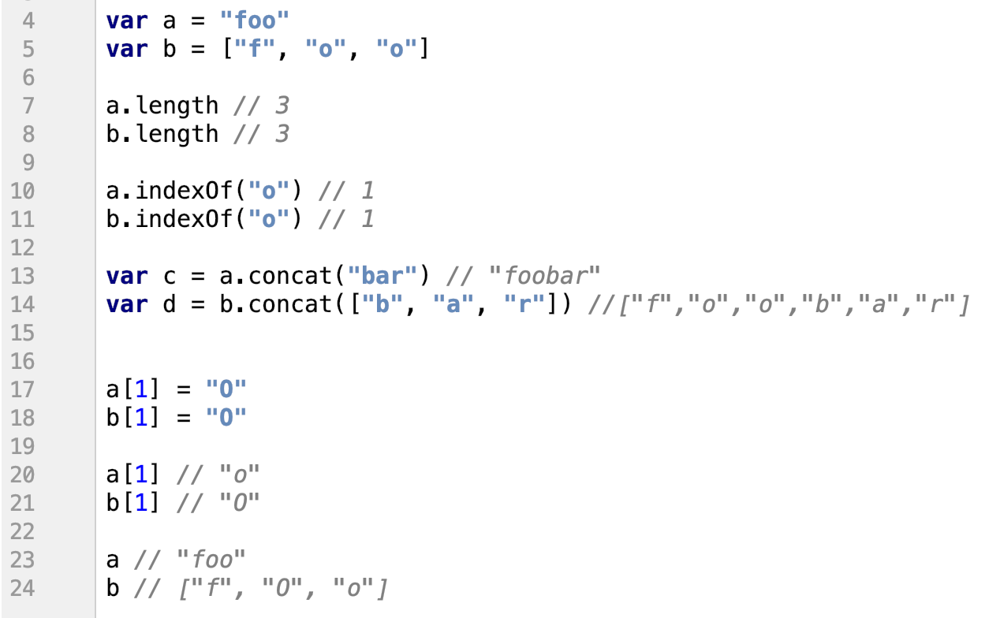 4 var a = "foo"
5 var b = ["f", "o", "o"]
6
7 a.length // 3
8 b.length // 3
9
10 a.indexOf("o") // 1
11 b.indexOf("o") // 1
12
13 var c = a.concat("bar") // "foobar"
14 var d = b.concat(["b", "a", "r"]) //["f","o","o","b","a","r"]
15
16
17 a[1] = "O"
18 b[1] = "O"
19
20 a[1] // "o"
21 b[1] // "O"
22
23 a // "foo"
24 b // ["f", "O", "o"]